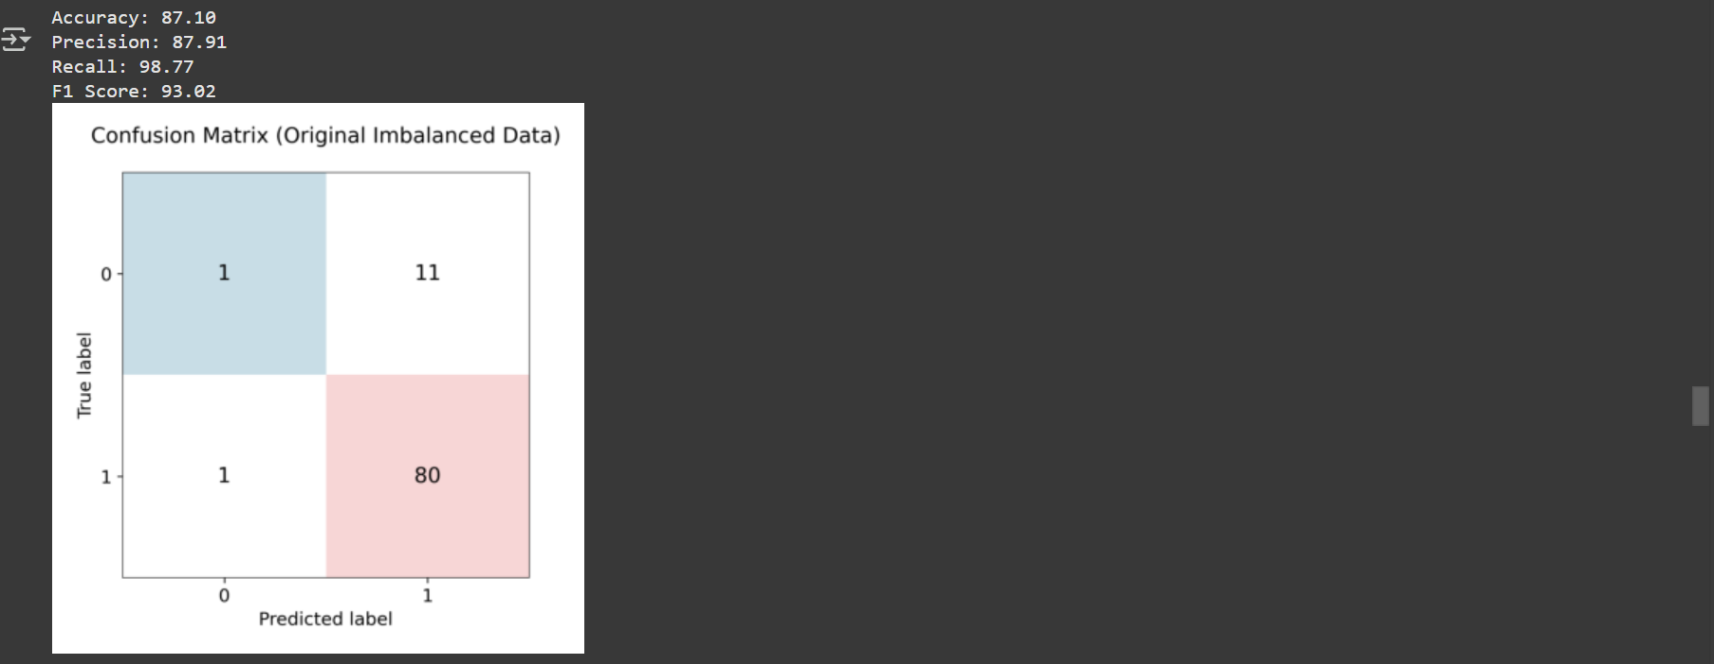 Accuracy: 87.10
Precision: 87.91
Recall: 98.77
F1 Score: 93.02
Confusion Matrix (Original Imbalanced Data)
0
1
11
True label
1
1
80
0
1
Predicted label